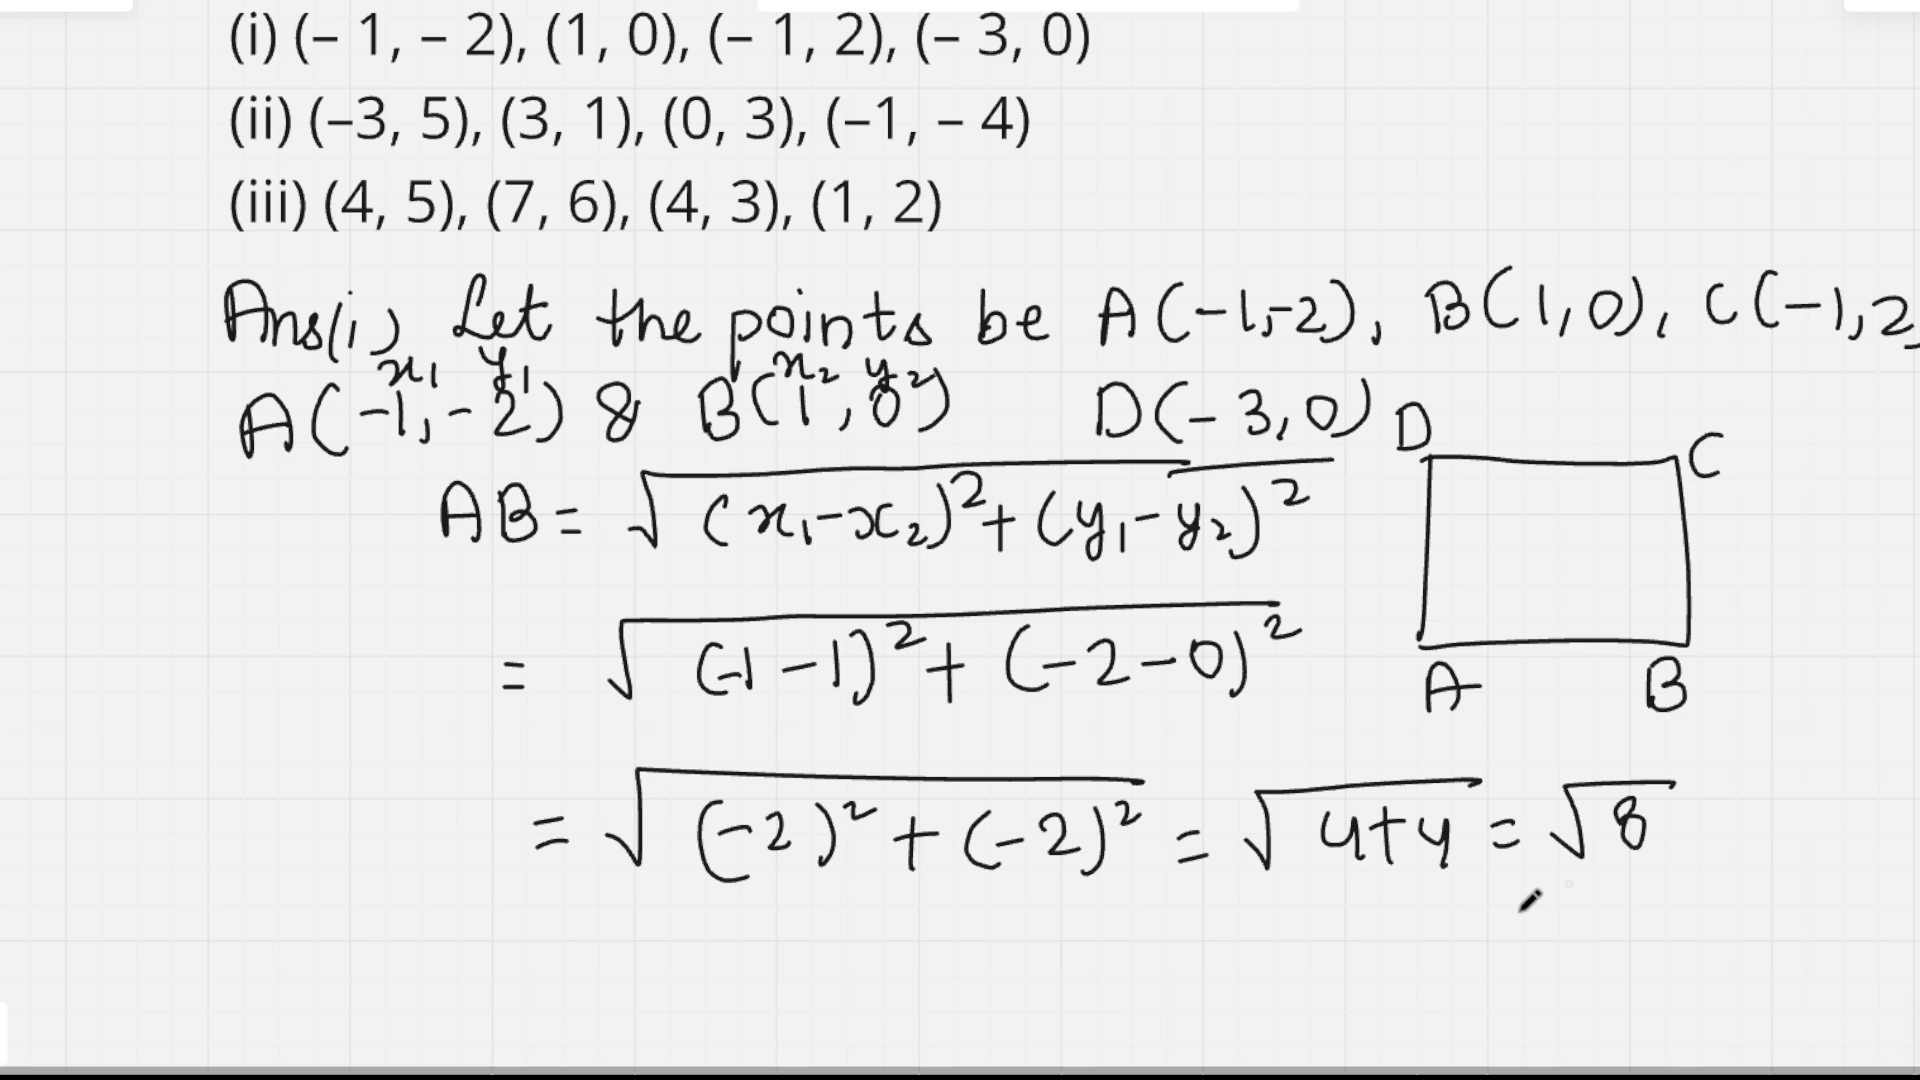 (i) (– 1, – 2), (1, 0), (– 1, 2), (– 3, 0)
(ii) (–3, 5), (3, 1), (0, 3), (–1, – 4)
(iii) (4, 5), (7, 6), (4, 3), (1, 2)
Ans(i) Let the points be A(-1,-2), B(1,0), C(-1,2)
x₁ y₁ x₂ y₂
A(-1,-2) & B(1,0) D(-3,0)
D C
AB = √(x₁-x₂)²+(y₁-y₂)²
= √(-1-1)²+(-2-0)²
A B
= √(-2)²+(-2)² = √4+4 = √8